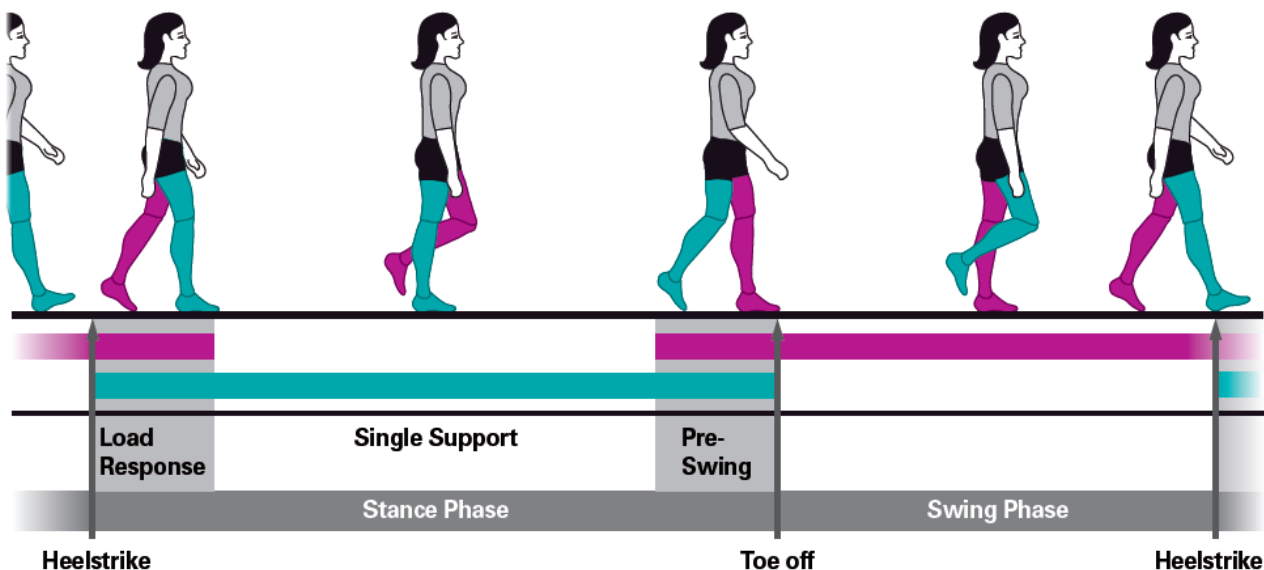 Load
Response
Single Support
Pre-
Swing
Stance Phase
Swing Phase
Heelstrike
Toe off
Heelstrike